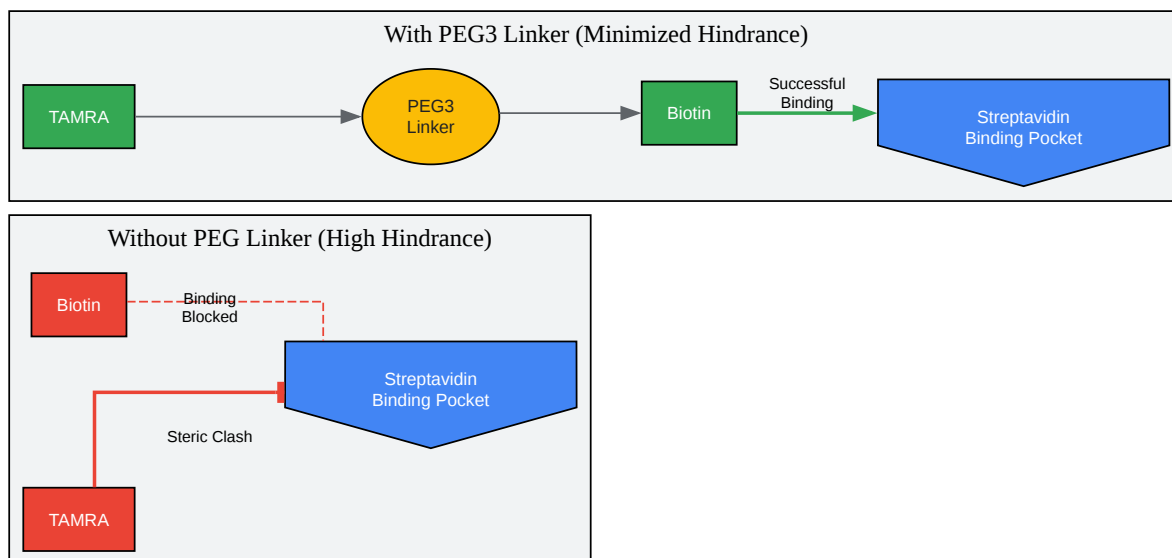 With PEG3 Linker (Minimized Hindrance)
TAMRA
PEG3
Linker
Biotin
Successful
Binding
Streptavidin
Binding Pocket
Without PEG Linker (High Hindrance)
Biotin
Binding
Blocked
Streptavidin
Binding Pocket
Steric Clash
TAMRA